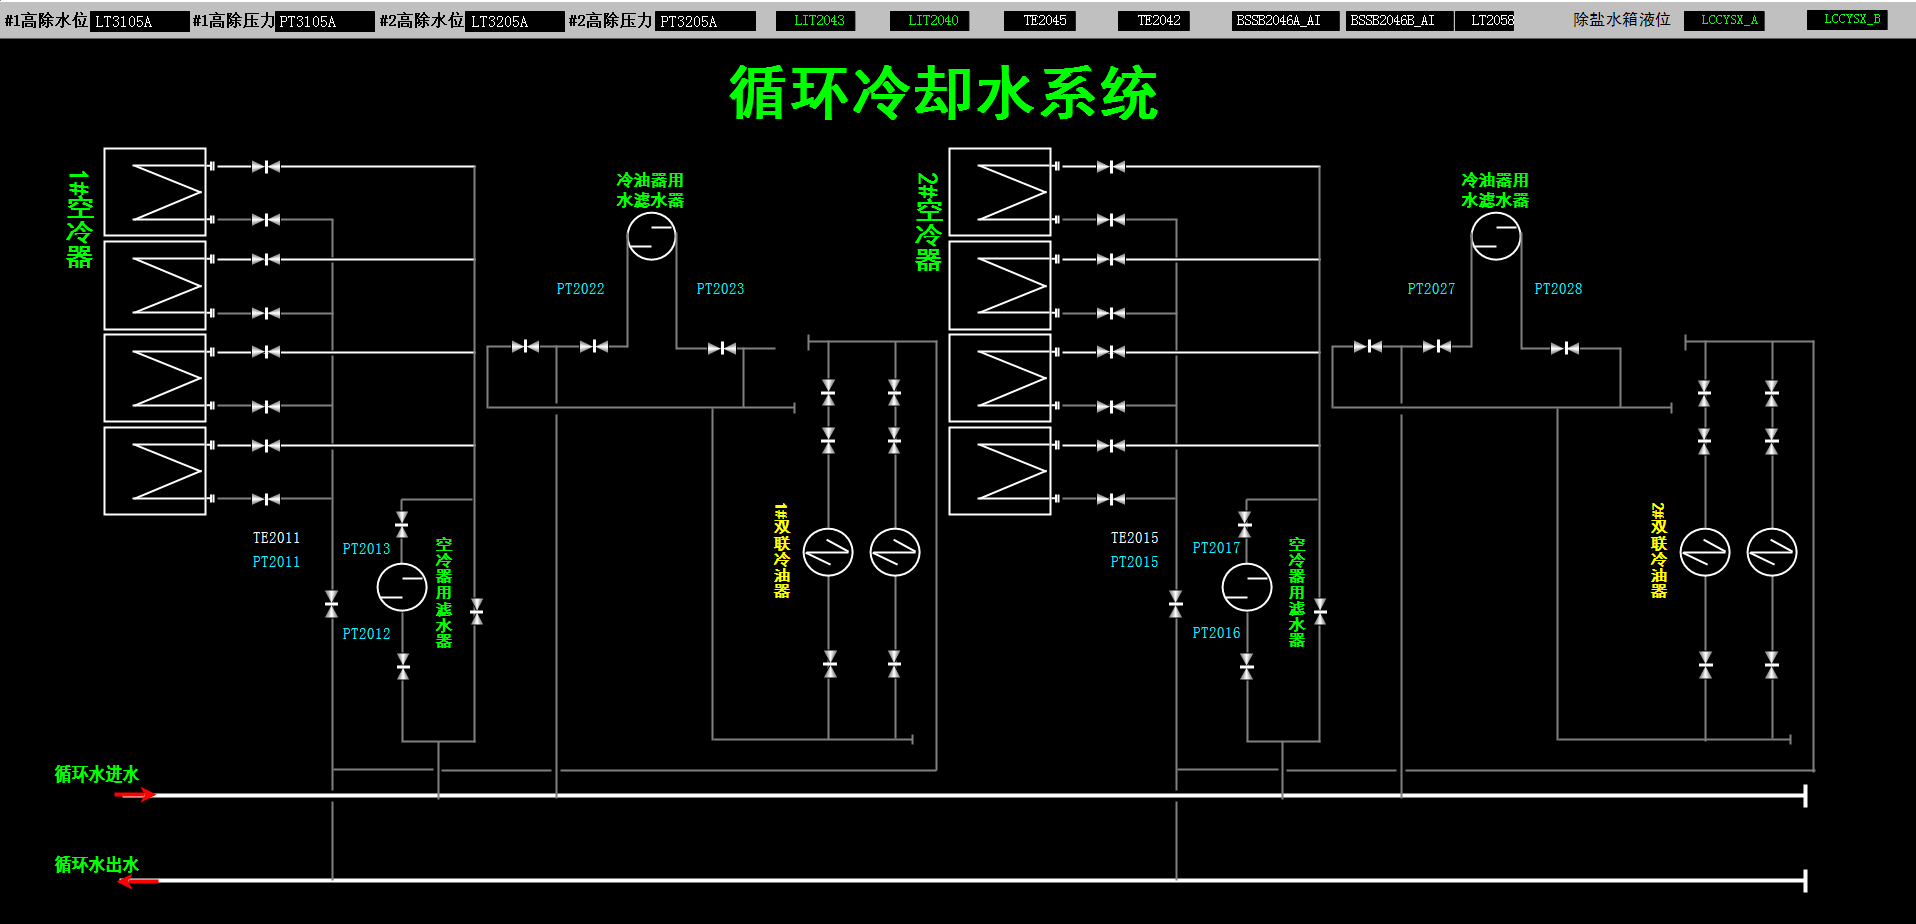 #1高除水位 LT3105A #1高除压力 PT3105A #2高除水位 LT3205A #2高除压力 PT3205A LIT2043 LIT2040 TE2045 TE2042 BSSB2046A_AI BSSB2046B_AI LT2058 除盐水箱液位 LCCYSX_A LCCYSX_B
循环冷却水系统
1#空冷器
冷油器用
水滤水器
PT2022
PT2023
2#空冷器
冷油器用
水滤水器
PT2027
PT2028
TE2011
PT2011
PT2013
空冷器用滤水器
PT2012
1#双联冷油器
TE2015
PT2015
PT2017
空冷器用滤水器
PT2016
2#双联冷油器
循环水进水
循环水出水